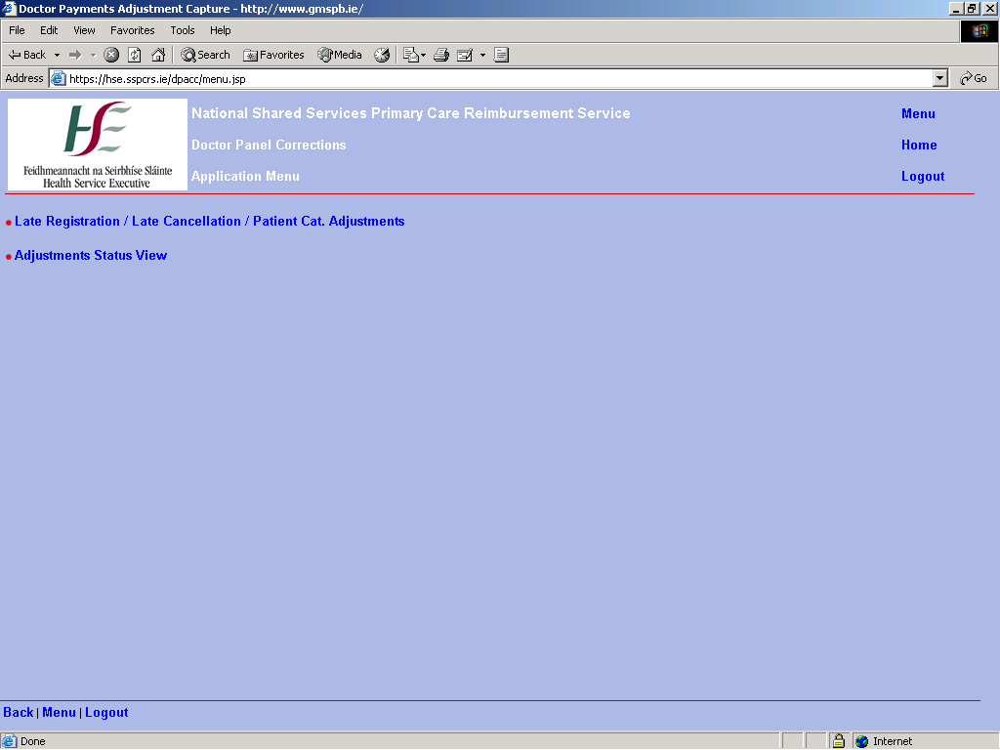 Doctor Payments Adjustment Capture - http://www.gmspb.ie/
File Edit View Favorites Tools Help
Back Search Favorites Media
Address https://hse.sspcrs.ie/dpacc/menu.jsp Go
HSE
Feidhmeannacht na Seirbhíse Sláinte
Health Service Executive
National Shared Services Primary Care Reimbursement Service Menu
Doctor Panel Corrections Home
Application Menu Logout
Late Registration / Late Cancellation / Patient Cat. Adjustments
Adjustments Status View
Back | Menu | Logout
Done Internet